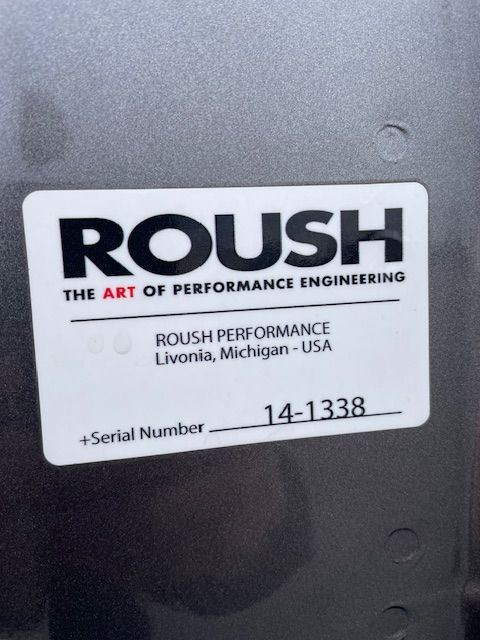 ROUSH
THE ART OF PERFORMANCE ENGINEERING
ROUSH PERFORMANCE
Livonia, Michigan - USA
+Serial Number 14-1338